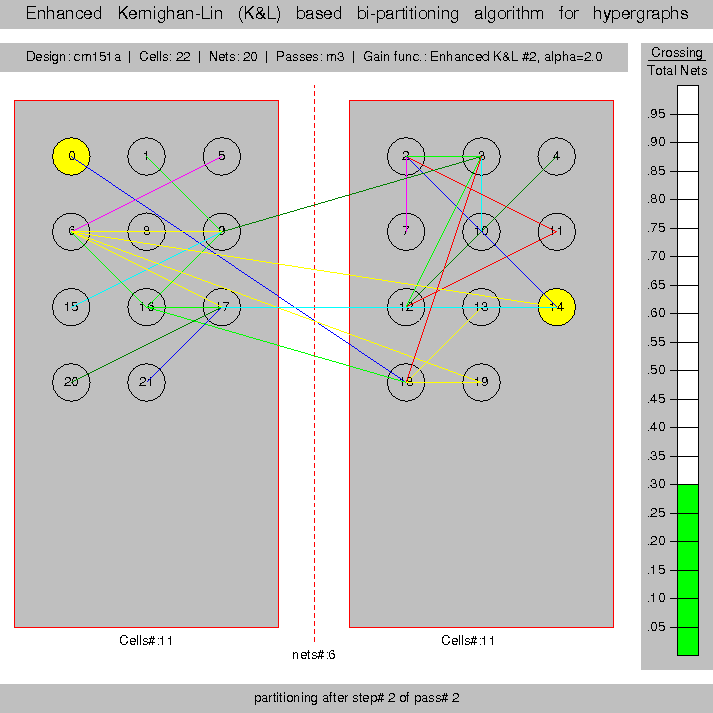 Enhanced Kernighan-Lin (K&L) based bi-partitioning algorithm for hypergraphs
Design: cm151a | Cells: 22 | Nets: 20 | Passes: m3 | Gain func.: Enhanced K&L #2, alpha=2.0
Crossing
Total Nets
0 1 5 2 3 4
6 8 9 7 10 11
15 16 17 12 13 14
20 21 18 19
.95
.90
.85
.80
.75
.70
.65
.60
.55
.50
.45
.40
.35
.30
.25
.20
.15
.10
.05
Cells#:11
nets#:6
Cells#:11
partitioning after step# 2 of pass# 2